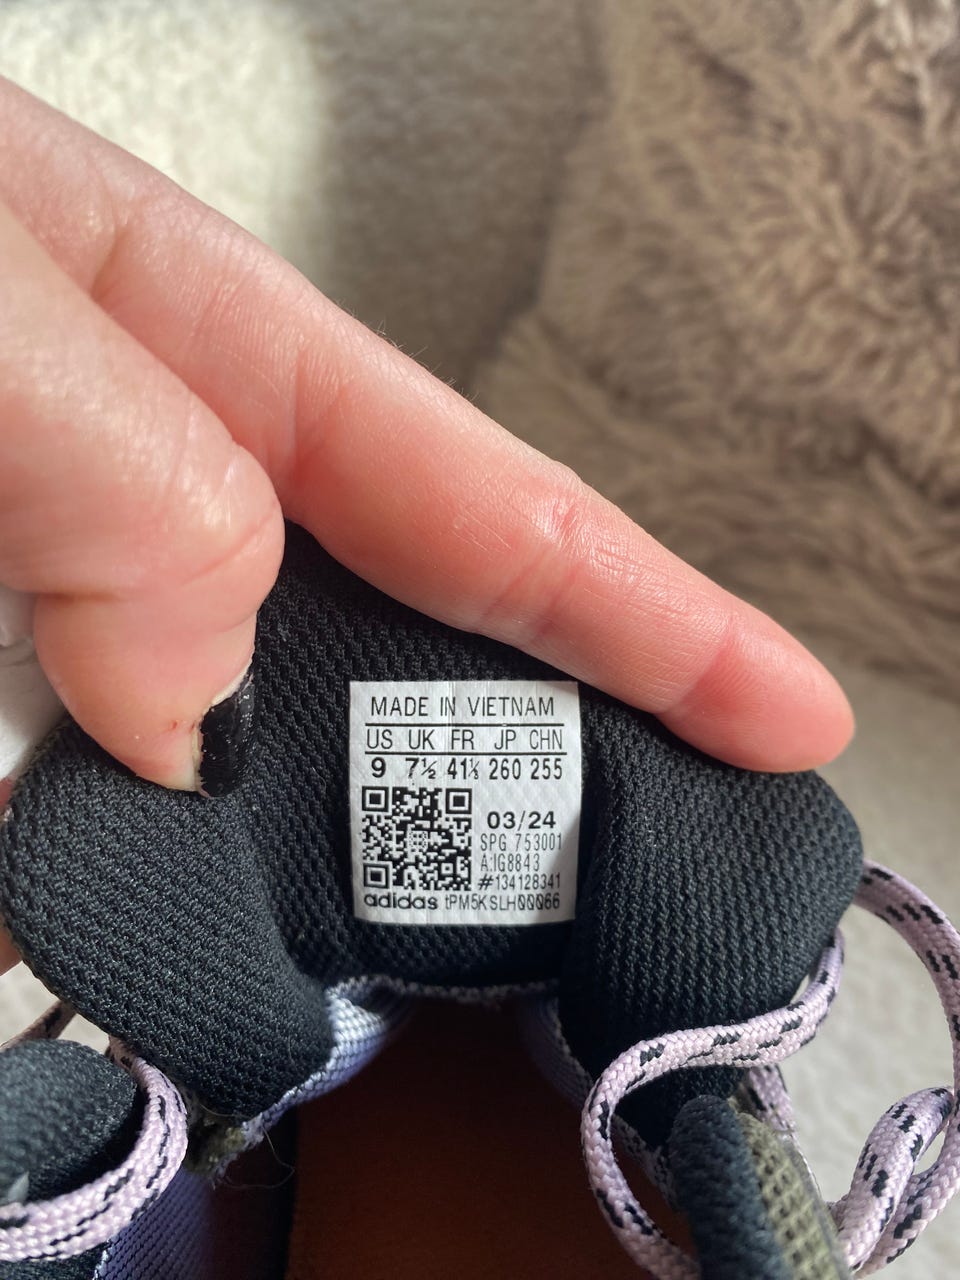 MADE IN VIETNAM
US UK FR JP CHN
9 7½ 41⅓ 260 255
03/24
SPG 753001
A:IG8843
#134128341
adidas tPM5KSLH00066